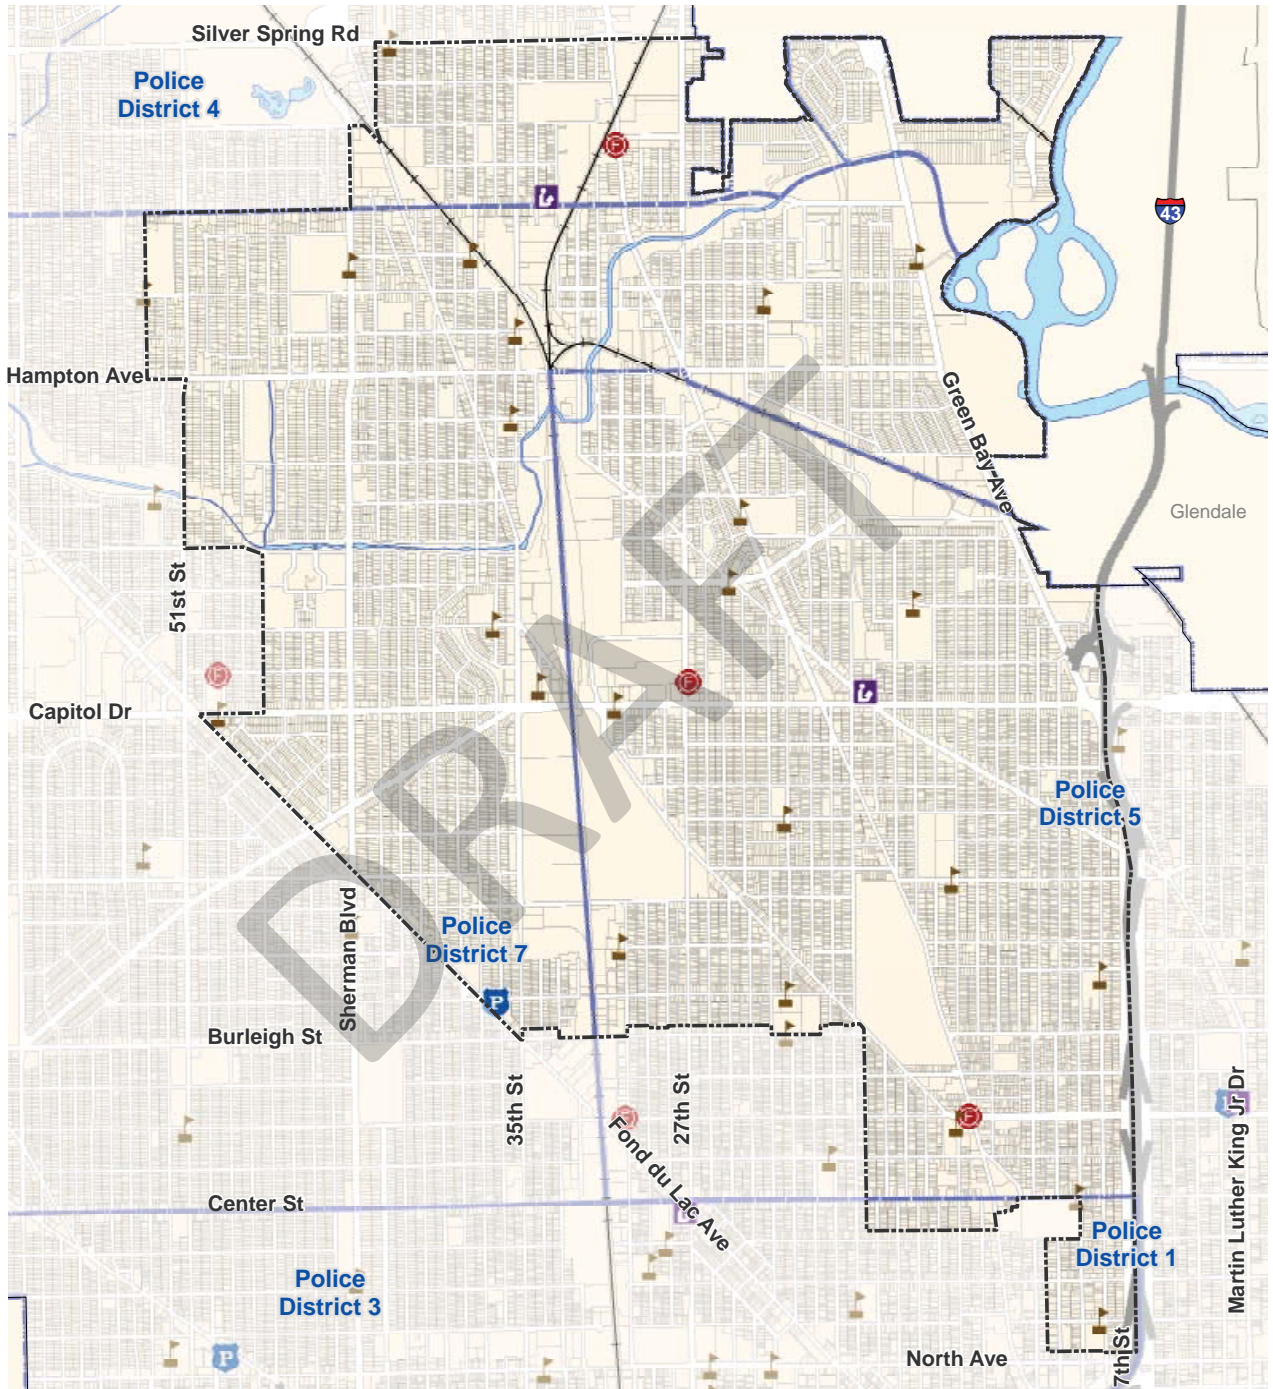 Silver Spring Rd
Police
District 4
43
Hampton Ave
Green Bay Ave
Glendale
51st St
Capitol Dr
DRAFT
Police
District 5
Sherman Blvd
Police
District 7
P
Burleigh St
35th St
27th St
Fond du Lac Ave
Martin Luther King Jr Dr
Center St
Police
District 1
Police
District 3
P
North Ave
7th St
F
F
F
F
F
P